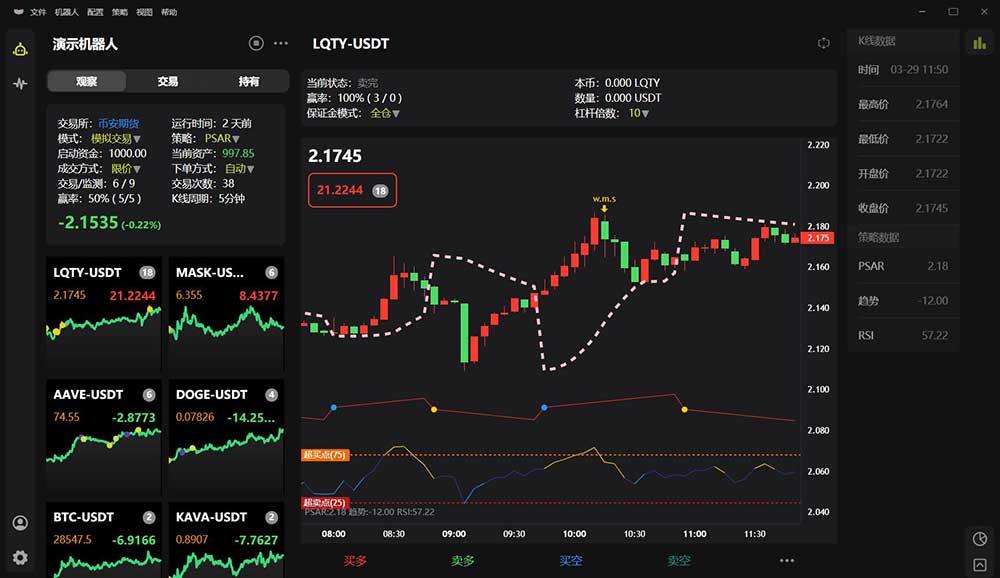 文件 机器人 配置 策略 视图 帮助
演示机器人
观察 交易 持有
交易所: 币安期货 运行时间: 2 天前
模式: 模拟交易▼ 策略: PSAR▼
启动资金: 1000.00 当前资产: 997.85
成交方式: 限价▼ 下单方式: 自动▼
交易/监测: 6 / 9 交易次数: 38
赢率: 50% ( 5/ 5 ) K线周期: 5分钟
-2.1535 (-0.22%)
LQTY-USDT 18
2.1745 21.2244
MASK-US... 6
6.355 8.4377
AAVE-USDT 6
74.55 -2.8773
DOGE-USDT 4
0.07826 -14.25...
BTC-USDT 2
28547.5 -6.9166
KAVA-USDT 2
0.8907 -7.7627
LQTY-USDT
当前状态: 卖完 本币: 0.000 LQTY
赢率: 100% ( 3 / 0 ) 数量: 0.000 USDT
保证金模式: 全仓▼ 杠杆倍数: 10▼
2.1745
21.2244 18
w.m.s
2.220
2.200
2.180
2.175
2.160
2.140
2.120
2.100
2.080
2.060
2.040
超买点(75)
超卖点(25)
PSAR:2.18 趋势:-12.00 RSI:57.22
08:00 08:30 09:00 09:30 10:00 10:30 11:00 11:30
买多 卖多 买空 卖空
K线数据
时间 03-29 11:50
最高价 2.1764
最低价 2.1722
开盘价 2.1722
收盘价 2.1745
策略数据
PSAR 2.18
趋势 -12.00
RSI 57.22